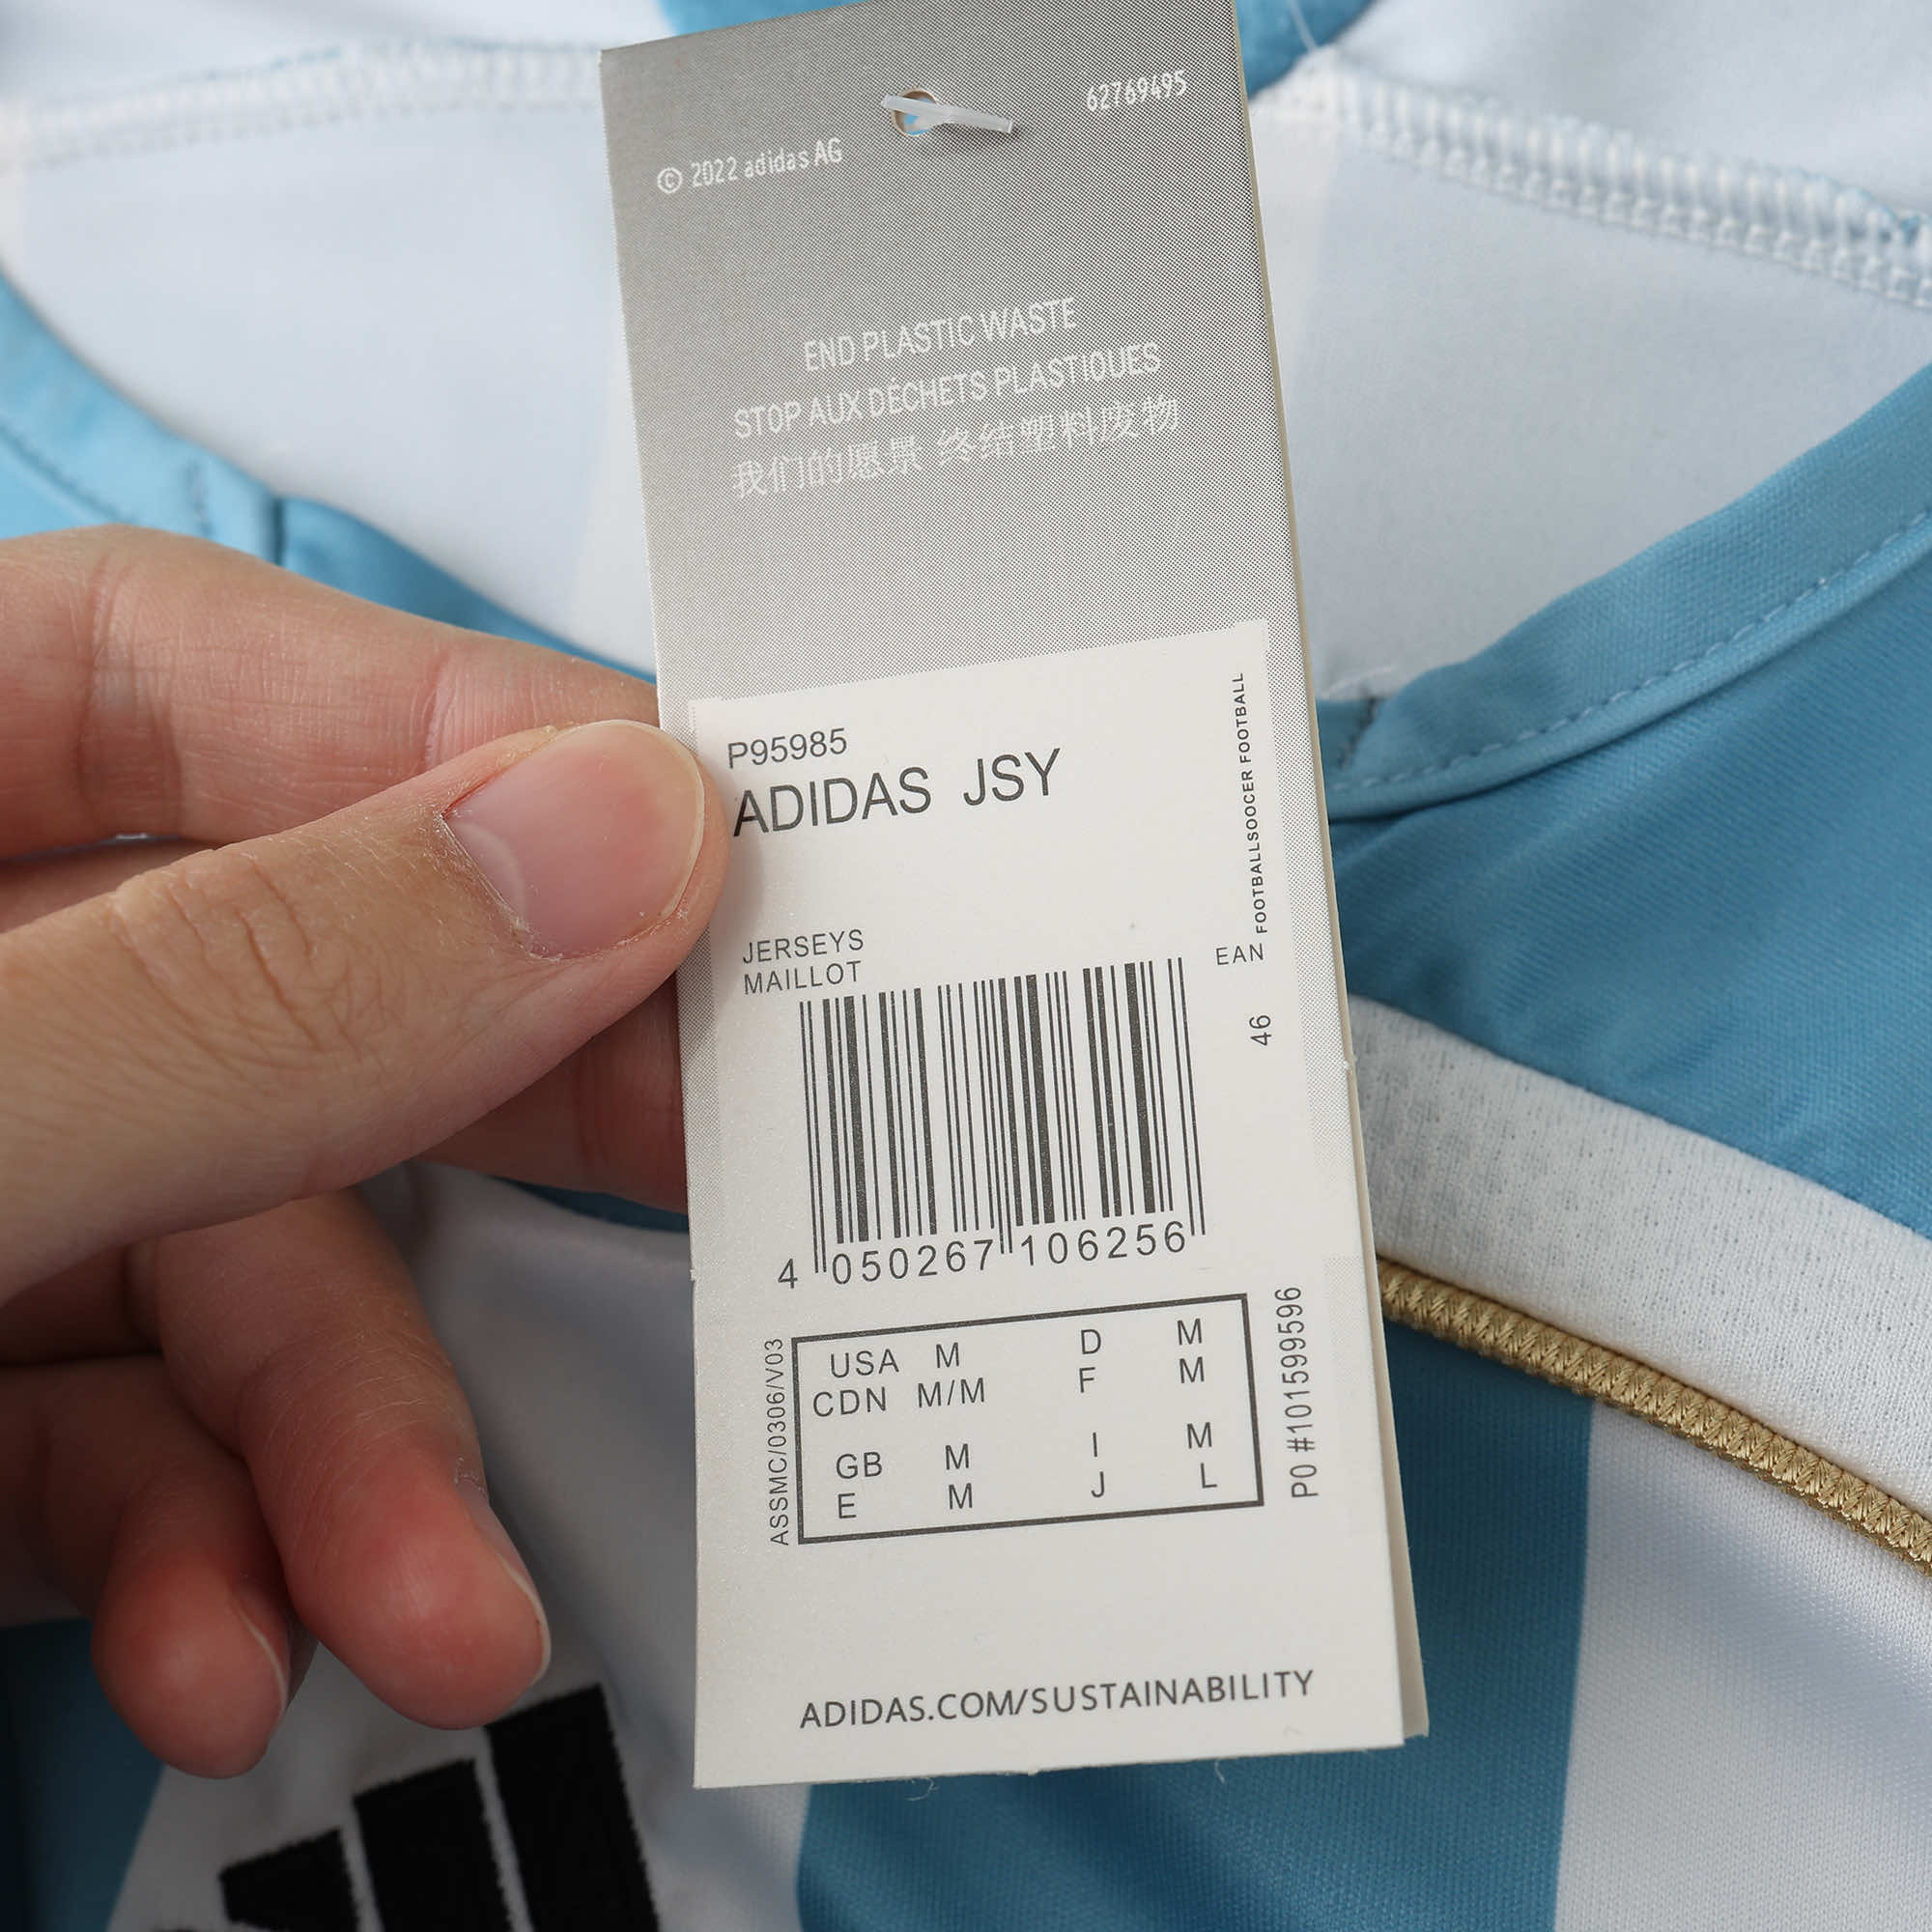 62769495
© 2022 adidas AG
END PLASTIC WASTE
STOP AUX DÉCHETS PLASTIQUES
我们的愿景 终结塑料废物
P95985
ADIDAS JSY
FOOTBALLSOOCER FOOTBALL
JERSEYS
MAILLOT
EAN
46
4 050267 106256
ASSMC/0306/V03
USA M D M
CDN M/M F M
GB M I M
E M J L
PO #101599596
ADIDAS.COM/SUSTAINABILITY